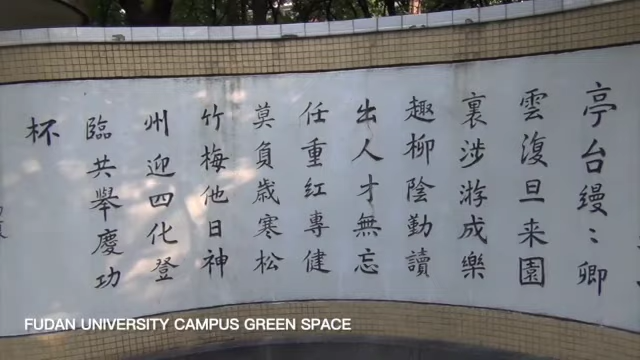 亭台缦〻卿
雲復旦来園
裏涉游成樂
趣柳陰勤讀
出人才無忘
任重紅專健
莫負歲寒松
竹梅他日神
州迎四化登
臨共舉慶功
杯
FUDAN UNIVERSITY CAMPUS GREEN SPACE